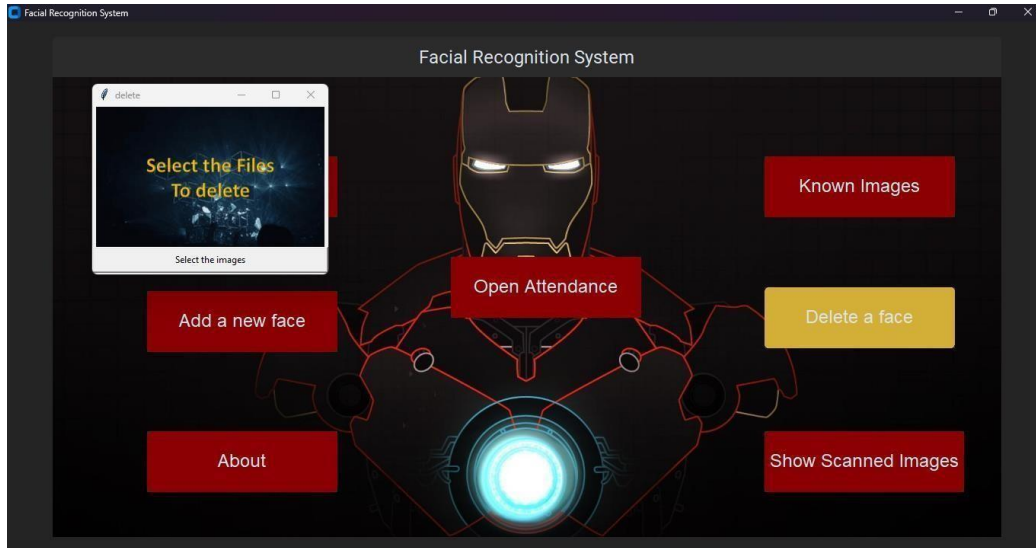 Facial Recognition System
Facial Recognition System
delete
Select the Files
To delete
Select the images
Known Images
Open Attendance
Add a new face
Delete a face
About
Show Scanned Images